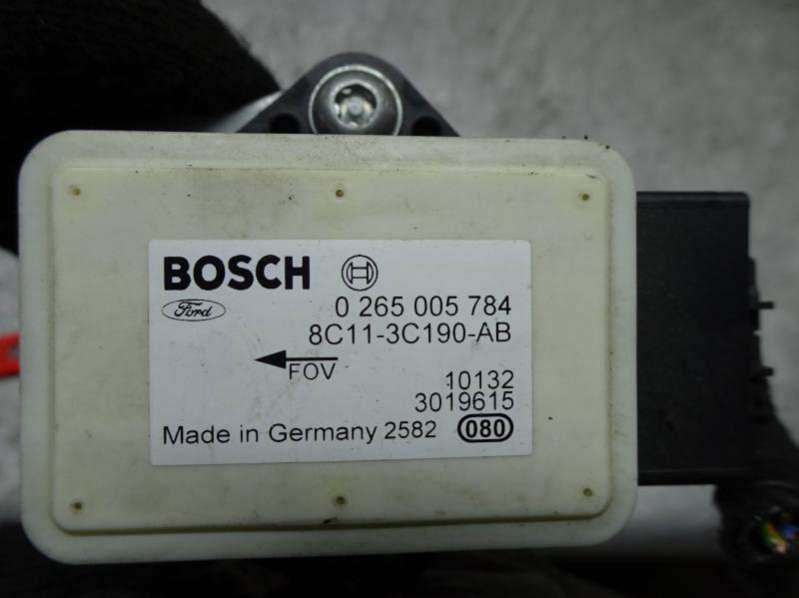 BOSCH
Ford
0 265 005 784
8C11-3C190-AB
FOV
10132
3019615
Made in Germany 2582 080